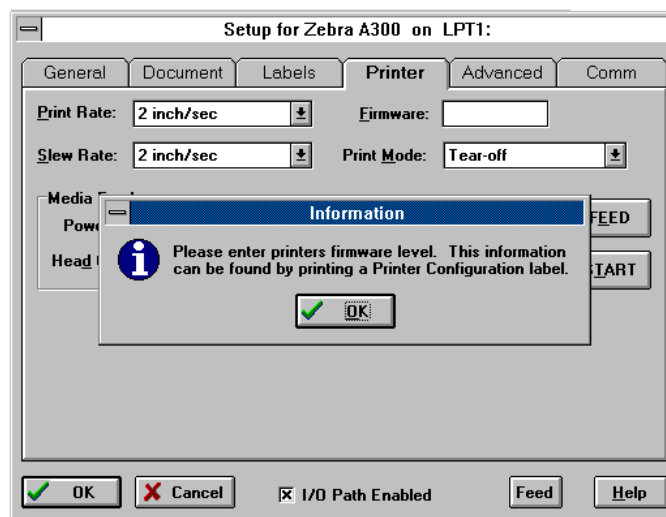 Setup for Zebra A300 on LPT1:
General Document Labels Printer Advanced Comm
Print Rate: 2 inch/sec Firmware:
Slew Rate: 2 inch/sec Print Mode: Tear-off
Media
Information
FEED
Please enter printers firmware level. This information
can be found by printing a Printer Configuration label.
OK
OK Cancel I/O Path Enabled Feed Help